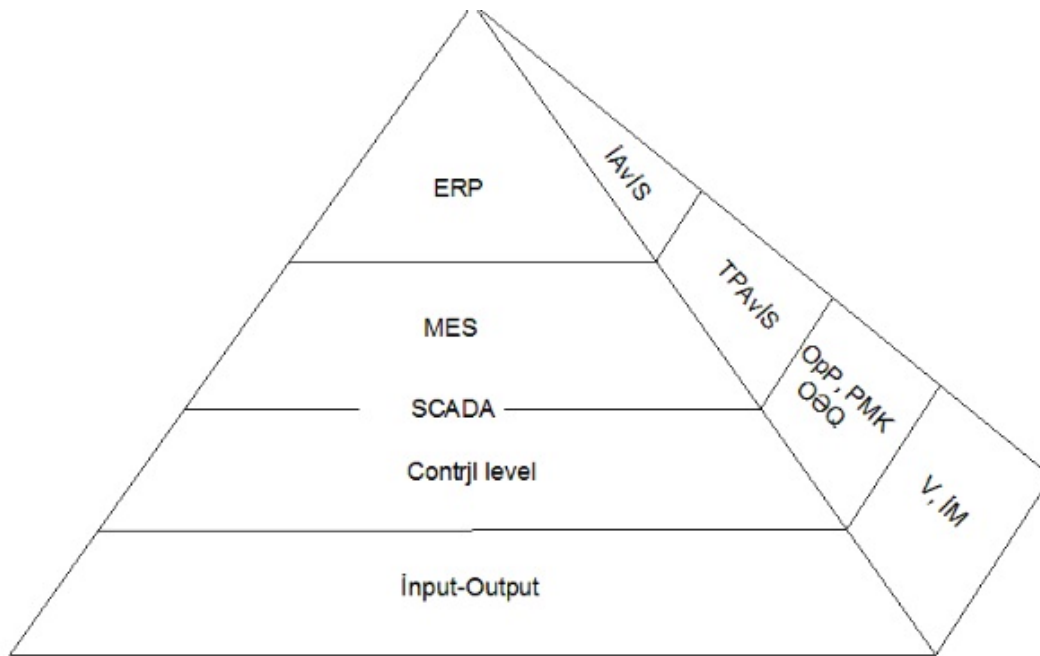 ERP
İAvİS
MES
TPAvİS
SCADA
OpP, PMK
OƏQ
Contrjl level
V, İM
İnput-Output